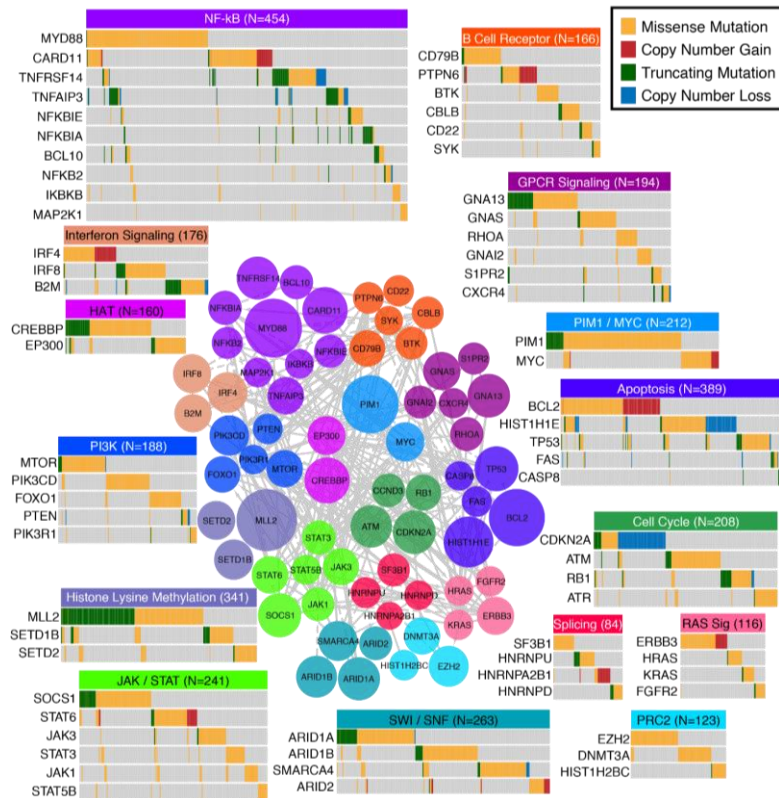 NF-kB (N=454)
MYD88
CARD11
TNFRSF14
TNFAIP3
NFKBIE
NFKBIA
BCL10
NFKB2
IKBKB
MAP2K1
B Cell Receptor (N=166)
CD79B
PTPN6
BTK
CBLB
CD22
SYK
Missense Mutation
Copy Number Gain
Truncating Mutation
Copy Number Loss
GPCR Signaling (N=194)
GNA13
GNAS
RHOA
GNAI2
S1PR2
CXCR4
Interferon Signaling (176)
IRF4
IRF8
B2M
HAT (N=160)
CREBBP
EP300
PIM1 / MYC (N=212)
PIM1
MYC
Apoptosis (N=389)
BCL2
HIST1H1E
TP53
FAS
CASP8
PI3K (N=188)
MTOR
PIK3CD
FOXO1
PTEN
PIK3R1
Cell Cycle (N=208)
CDKN2A
ATM
RB1
ATR
Histone Lysine Methylation (341)
MLL2
SETD1B
SETD2
Splicing (84)
SF3B1
HNRNPU
HNRNPA2B1
HNRNPD
RAS Sig (116)
ERBB3
HRAS
KRAS
FGFR2
JAK / STAT (N=241)
SOCS1
STAT6
JAK3
STAT3
JAK1
STAT5B
SWI / SNF (N=263)
ARID1A
ARID1B
SMARCA4
ARID2
PRC2 (N=123)
EZH2
DNMT3A
HIST1H2BC
TNFRSF14
BCL10
NFKBIA
CARD11
MYD88
NFKB2
NFKBIE
IKBKB
MAP2K1
TNFAIP3
PTPN6
CD22
CBLB
SYK
CD79B
BTK
S1PR2
GNAS
GNA13
GNAI2
CXCR4
RHOA
IRF8
IRF4
B2M
PIM1
MYC
PIK3CD
PTEN
PIK3R1
MTOR
FOXO1
EP300
CREBBP
CASP8
TP53
FAS
BCL2
HIST1H1E
CCND3
RB1
ATM
CDKN2A
SETD2
MLL2
SETD1B
STAT3
STAT6
STAT5B
JAK3
JAK1
SOCS1
SF3B1
HNRNPU
HNRNPD
HNRNPA2B1
HRAS
FGFR2
KRAS
ERBB3
SMARCA4
ARID2
ARID1B
ARID1A
DNMT3A
HIST1H2BC
EZH2